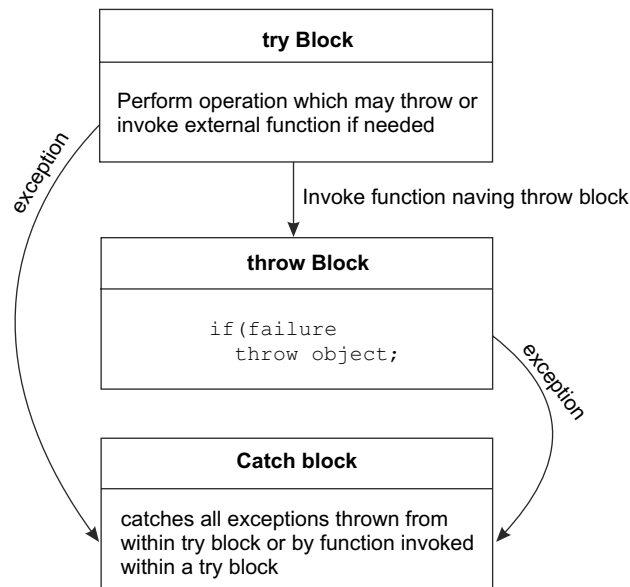 try Block
Perform operation which may throw or
invoke external function if needed
exception
Invoke function naving throw block
throw Block
if(failure
throw object;
exception
Catch block
catches all exceptions thrown from
within try block or by function invoked
within a try block